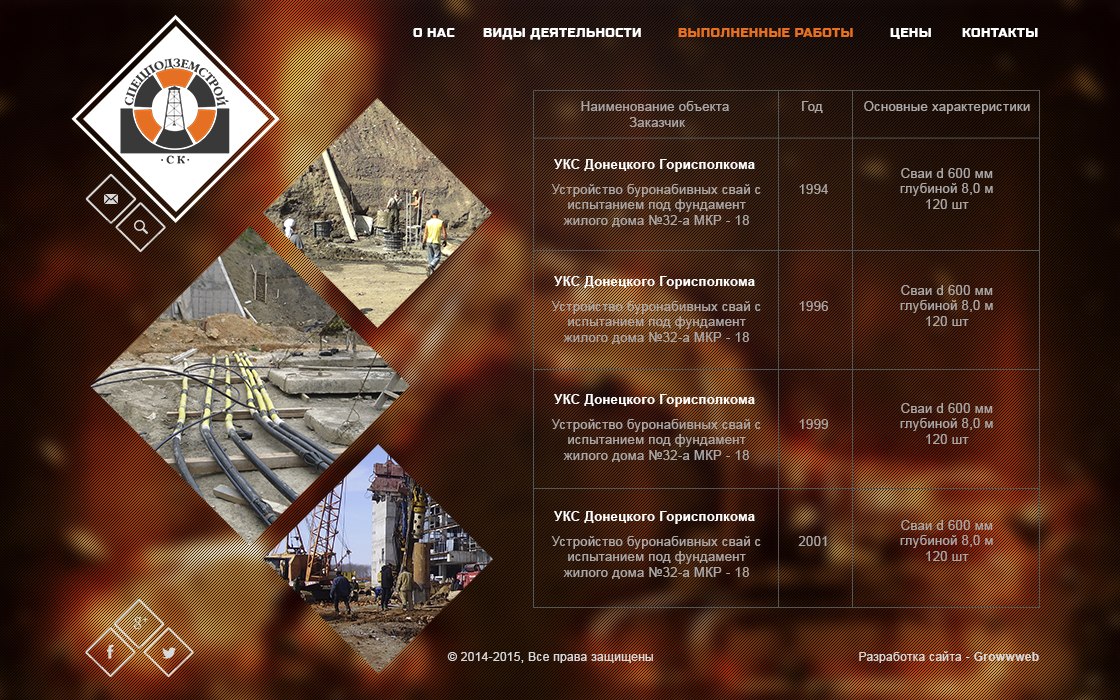 О НАС ВИДЫ ДЕЯТЕЛЬНОСТИ ВЫПОЛНЕННЫЕ РАБОТЫ ЦЕНЫ КОНТАКТЫ
СПЕЦПОДЗЕМСТРОЙ
· СК ·
Наименование объекта
Заказчик
Год
Основные характеристики
УКС Донецкого Горисполкома
Устройство буронабивных свай с
испытанием под фундамент
жилого дома №32-а МКР - 18
1994
Сваи d 600 мм
глубиной 8,0 м
120 шт
УКС Донецкого Горисполкома
Устройство буронабивных свай с
испытанием под фундамент
жилого дома №32-а МКР - 18
1996
Сваи d 600 мм
глубиной 8,0 м
120 шт
УКС Донецкого Горисполкома
Устройство буронабивных свай с
испытанием под фундамент
жилого дома №32-а МКР - 18
1999
Сваи d 600 мм
глубиной 8,0 м
120 шт
УКС Донецкого Горисполкома
Устройство буронабивных свай с
испытанием под фундамент
жилого дома №32-а МКР - 18
2001
Сваи d 600 мм
глубиной 8,0 м
120 шт
g+
f
© 2014-2015, Все права защищены
Разработка сайта - Growwweb